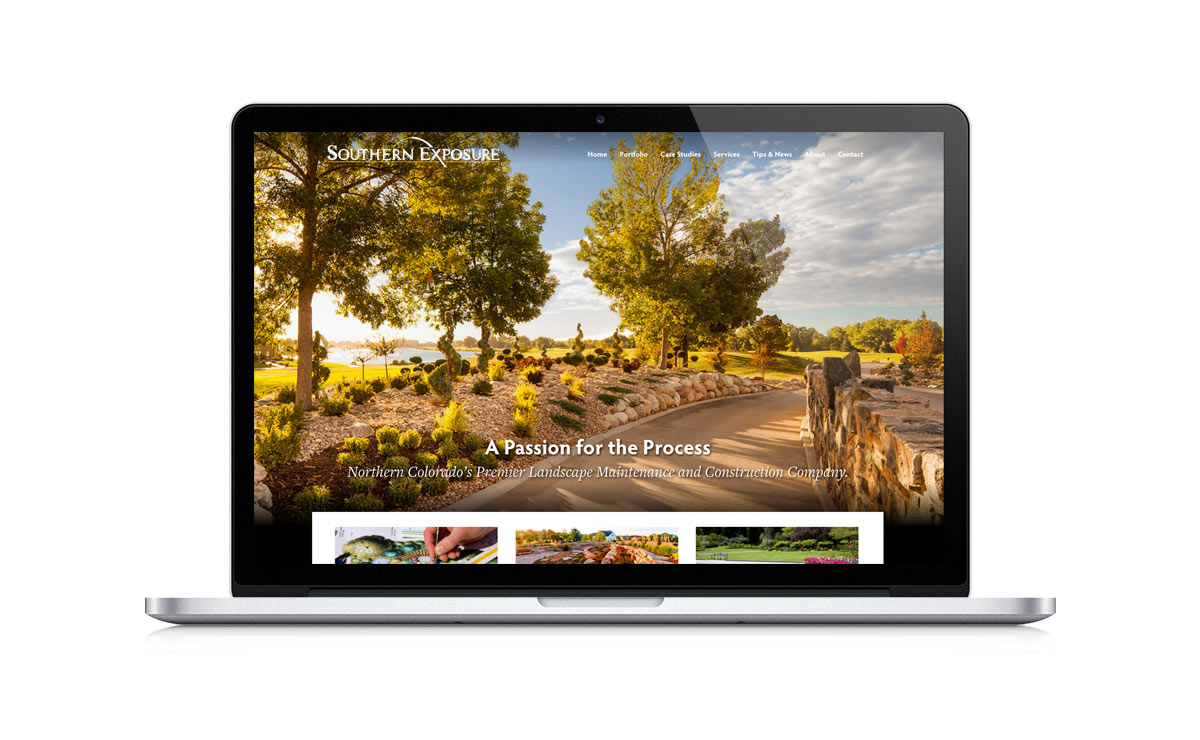 SOUTHERN EXPOSURE
Home Portfolio Case Studies Services Tips & News About Contact
A Passion for the Process
Northern Colorado's Premier Landscape Maintenance and Construction Company.